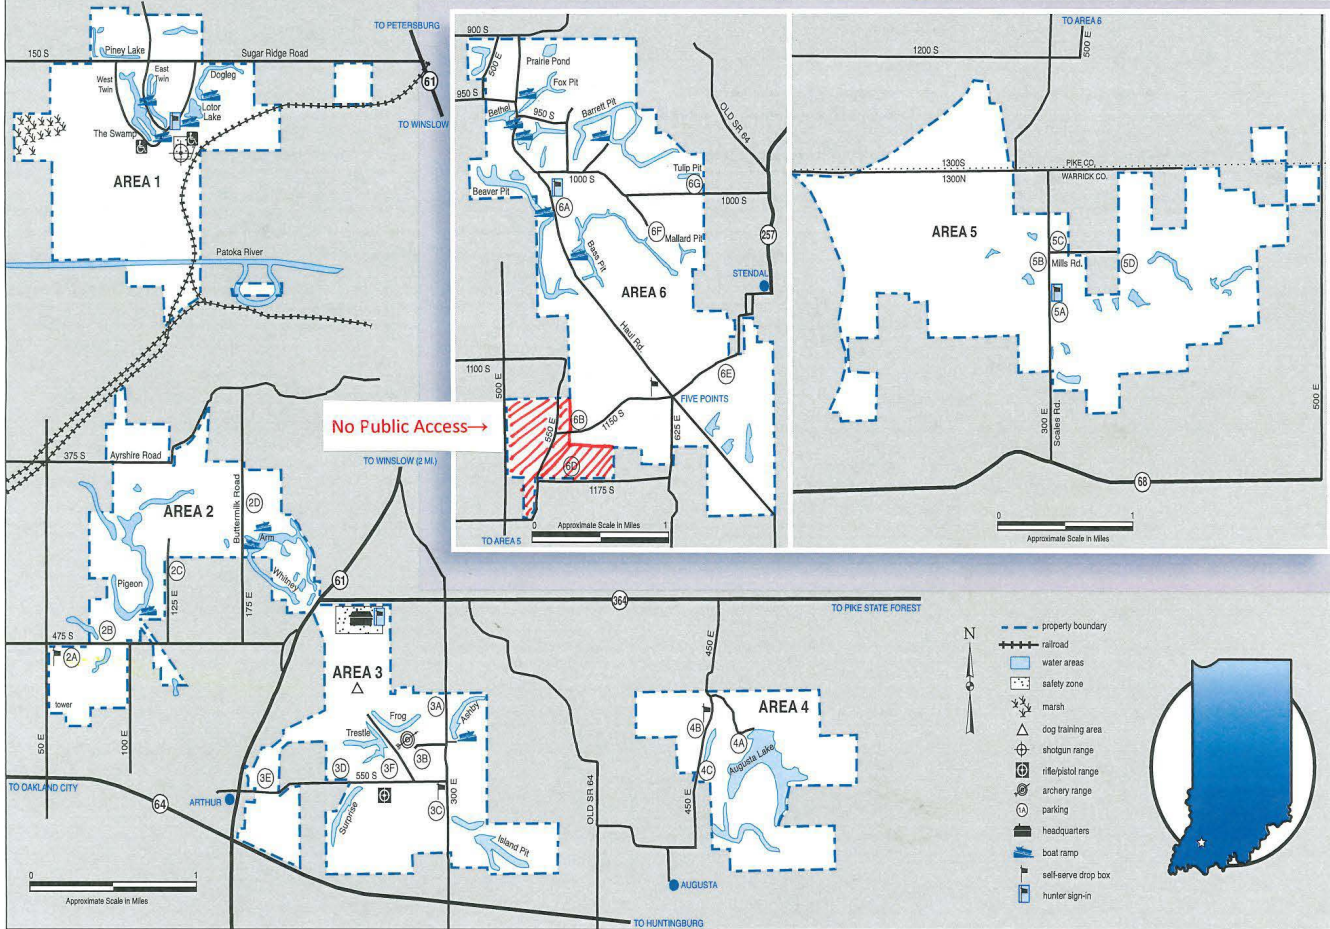 TO PETERSBURG
150 S
Piney Lake
Sugar Ridge Road
East
Twin
West
Twin
Dogleg
61
Lotor
Lake
The Swamp
TO WINSLOW
AREA 1
Patoka River
375 S
Ayrshire Road
AREA 2
Buttermilk Road
2D
Arm
Whitney
Pigeon
2C
125 E
175 E
2B
475 S
2A
tower
50 E
100 E
TO WINSLOW (2 MI.)
61
364
TO PIKE STATE FOREST
AREA 3
3A
Ashby
Frog
Trestle
3B
3D
3F
3E
550 S
3C
300 E
Surprise
Island Pit
ARTHUR
TO OAKLAND CITY
64
TO HUNTINGBURG
0
1
Approximate Scale in Miles
OLD SR 64
450 E
AREA 4
4B
4A
Augusta Lake
4C
450 E
AUGUSTA
900 S
500 E
Prairie Pond
Fox Pit
950 S
Bethel
950 S
Barrett Pit
OLD SR 64
Tulip Pit
6G
1000 S
Beaver Pit
6A
1000 S
6F
Mallard Pit
257
Bass Pit
STENDAL
AREA 6
Haul Rd.
1100 S
500 E
6E
FIVE POINTS
No Public Access→
6B
1150 S
550 E
625 E
6D
1175 S
0
1
Approximate Scale in Miles
TO AREA 5
TO AREA 6
500 E
1200 S
1300S
PIKE CO.
1300N
WARRICK CO.
AREA 5
5C
5B
Mills Rd.
5D
5A
300 E
Scales Rd.
500 E
68
0
1
Approximate Scale in Miles
N
property boundary
railroad
water areas
safety zone
marsh
dog training area
shotgun range
rifle/pistol range
archery range
1A
parking
headquarters
boat ramp
self-serve drop box
hunter sign-in